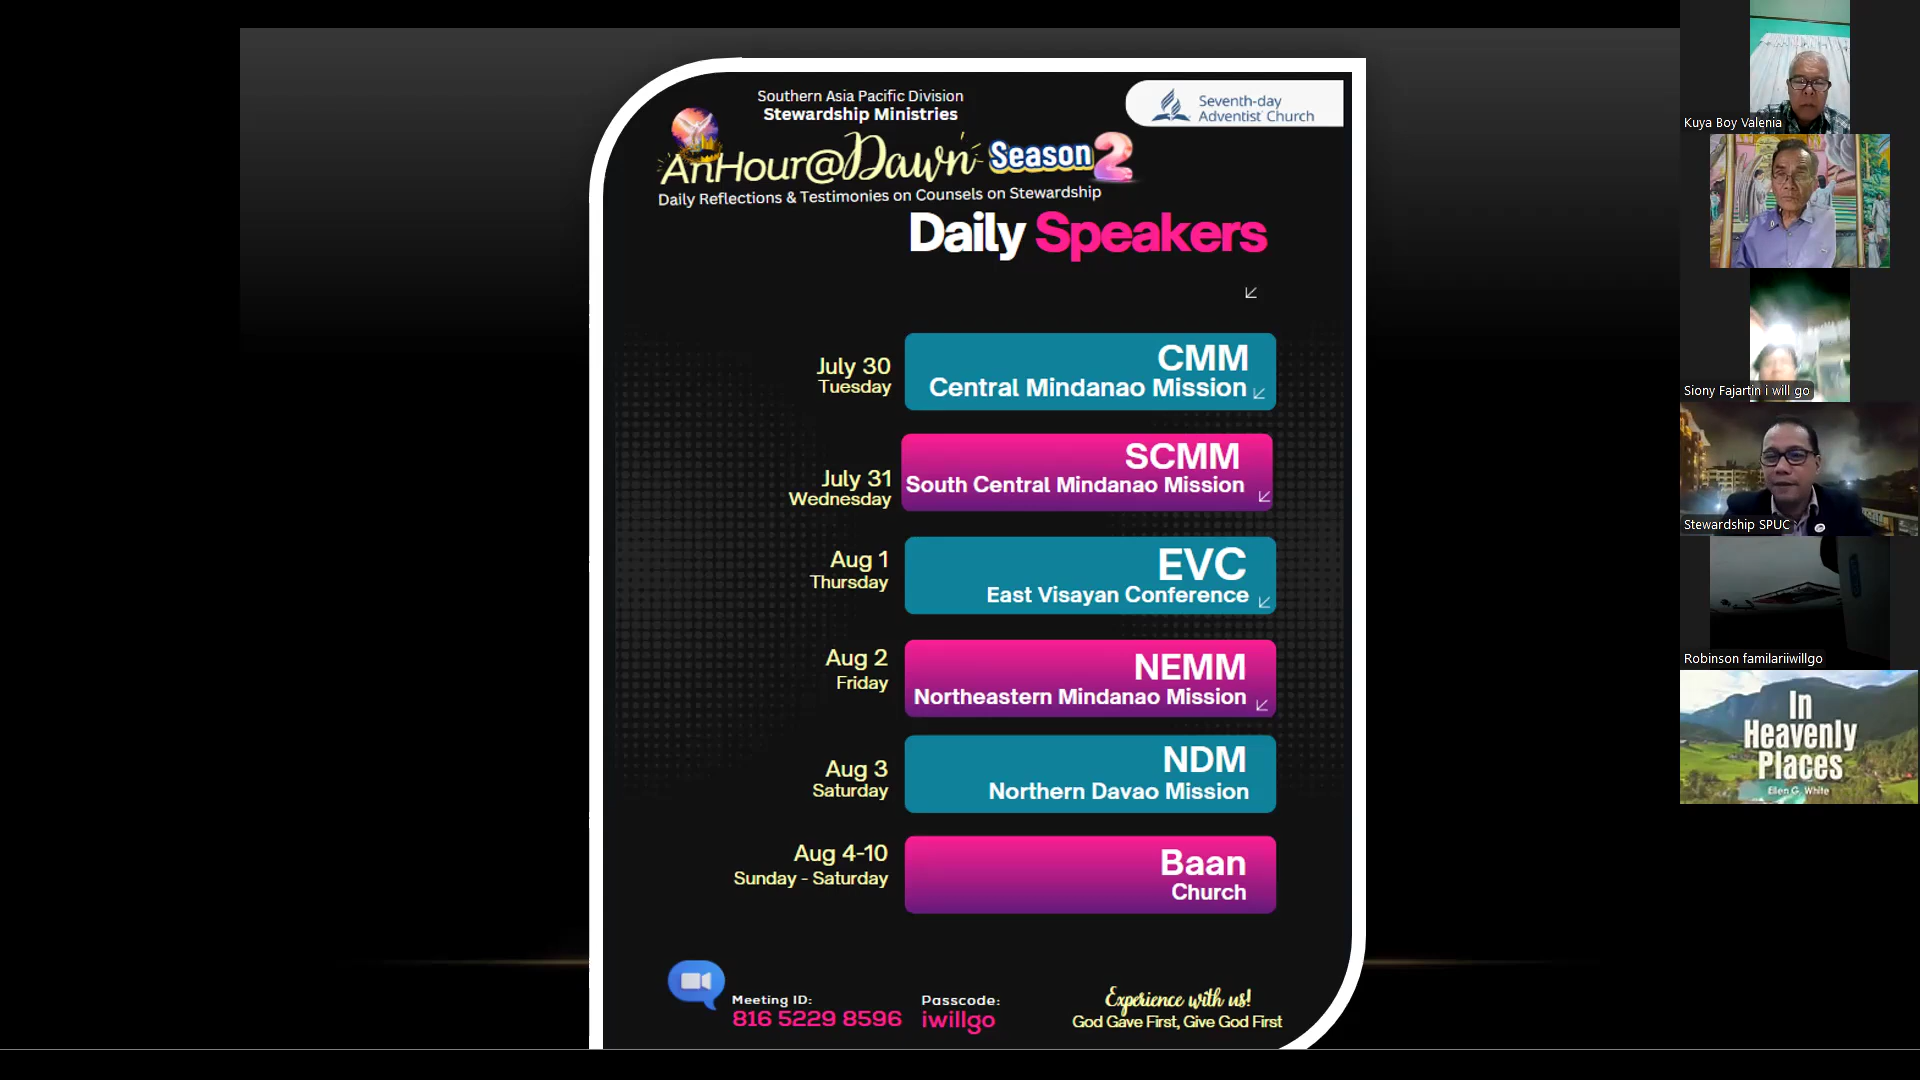 Southern Asia Pacific Division
Stewardship Ministries
Seventh-day
Adventist Church
AnHour@Dawn Season 2
Daily Reflections & Testimonies on Counsels on Stewardship
Daily Speakers
July 30
Tuesday
CMM
Central Mindanao Mission
July 31
Wednesday
SCMM
South Central Mindanao Mission
Aug 1
Thursday
EVC
East Visayan Conference
Aug 2
Friday
NEMM
Northeastern Mindanao Mission
Aug 3
Saturday
NDM
Northern Davao Mission
Aug 4-10
Sunday - Saturday
Baan
Church
Meeting ID:
816 5229 8596
Passcode:
iwillgo
Experience with us!
God Gave First, Give God First
Kuya Boy Valenia
Siony Fajartin i will go
Stewardship SPUC
Robinson familariiwillgo
In
Heavenly
Places
Ellen G. White